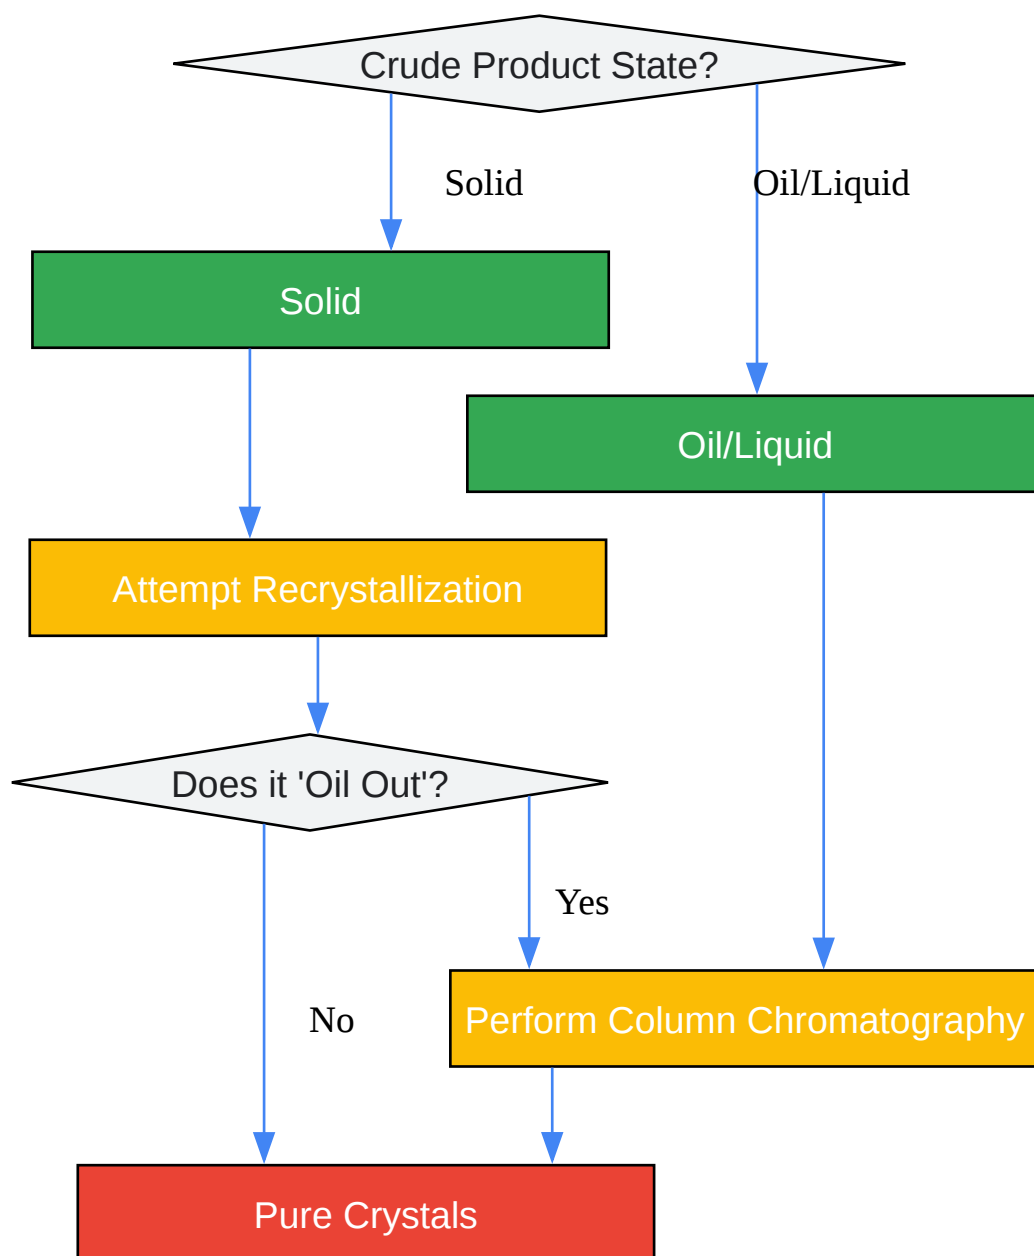 Crude Product State?
Solid
Oil/Liquid
Solid
Oil/Liquid
Attempt Recrystallization
Does it 'Oil Out'?
Yes
No
Perform Column Chromatography
Pure Crystals